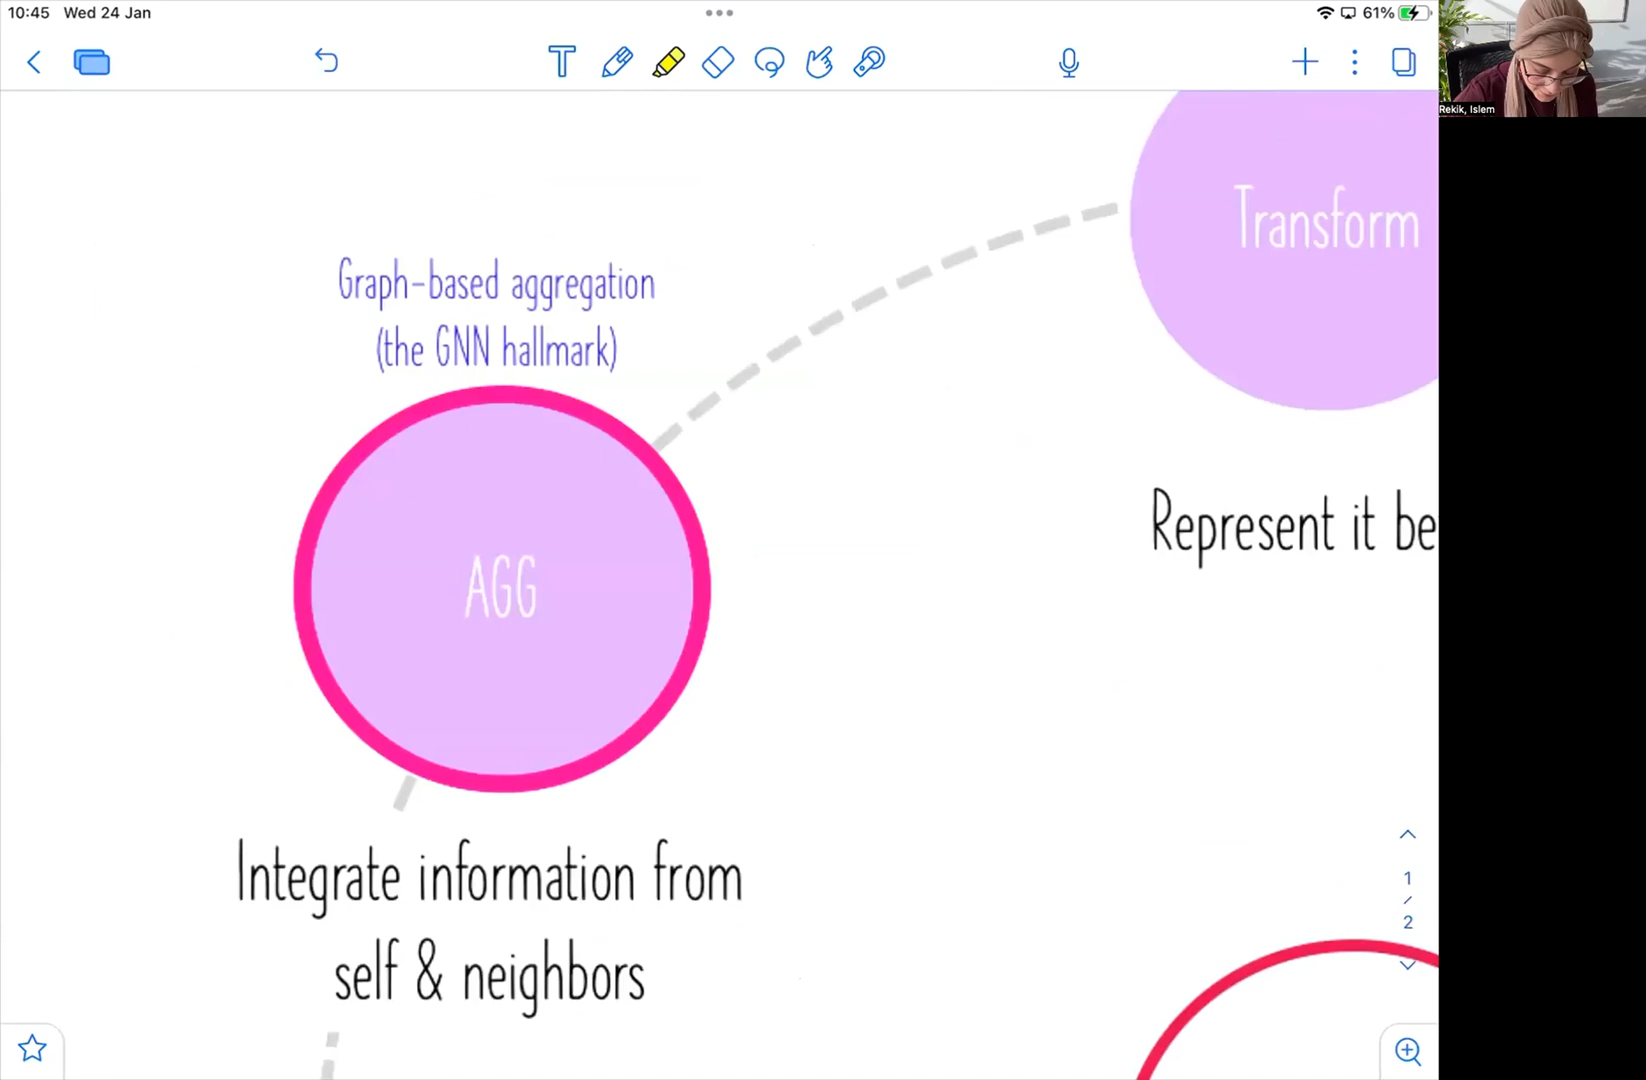 10:45 Wed 24 Jan
61%
Rekik, Islem
Transform
Graph-based aggregation
(the GNN hallmark)
AGG
Represent it be
Integrate information from
self & neighbors
1
/
2